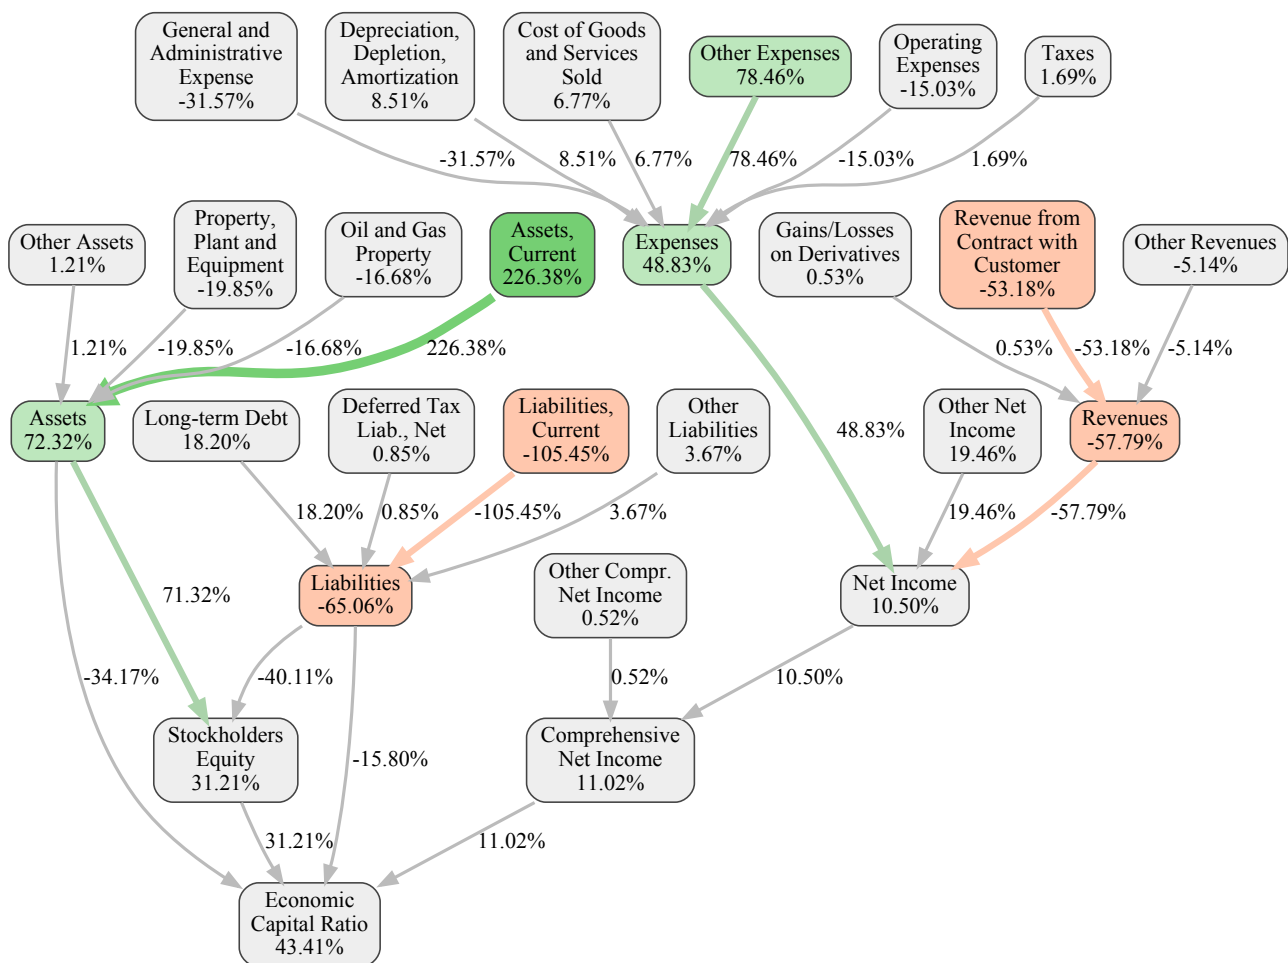 General and
Administrative
Expense
-31.57%
Depreciation,
Depletion,
Amortization
8.51%
Cost of Goods
and Services
Sold
6.77%
Other Expenses
78.46%
Operating
Expenses
-15.03%
Taxes
1.69%
-31.57%
8.51%
6.77%
78.46%
-15.03%
1.69%
Other Assets
1.21%
Property,
Plant and
Equipment
-19.85%
Oil and Gas
Property
-16.68%
Assets,
Current
226.38%
Expenses
48.83%
Gains/Losses
on Derivatives
0.53%
Revenue from
Contract with
Customer
-53.18%
Other Revenues
-5.14%
1.21%
-19.85%
-16.68%
226.38%
0.53%
-53.18%
-5.14%
Assets
72.32%
Long-term Debt
18.20%
Deferred Tax
Liab., Net
0.85%
Liabilities,
Current
-105.45%
Other
Liabilities
3.67%
48.83%
Other Net
Income
19.46%
Revenues
-57.79%
18.20%
0.85%
-105.45%
3.67%
19.46%
-57.79%
71.32%
Liabilities
-65.06%
Other Compr.
Net Income
0.52%
Net Income
10.50%
-34.17%
-40.11%
0.52%
10.50%
Stockholders
Equity
31.21%
-15.80%
Comprehensive
Net Income
11.02%
31.21%
11.02%
Economic
Capital Ratio
43.41%